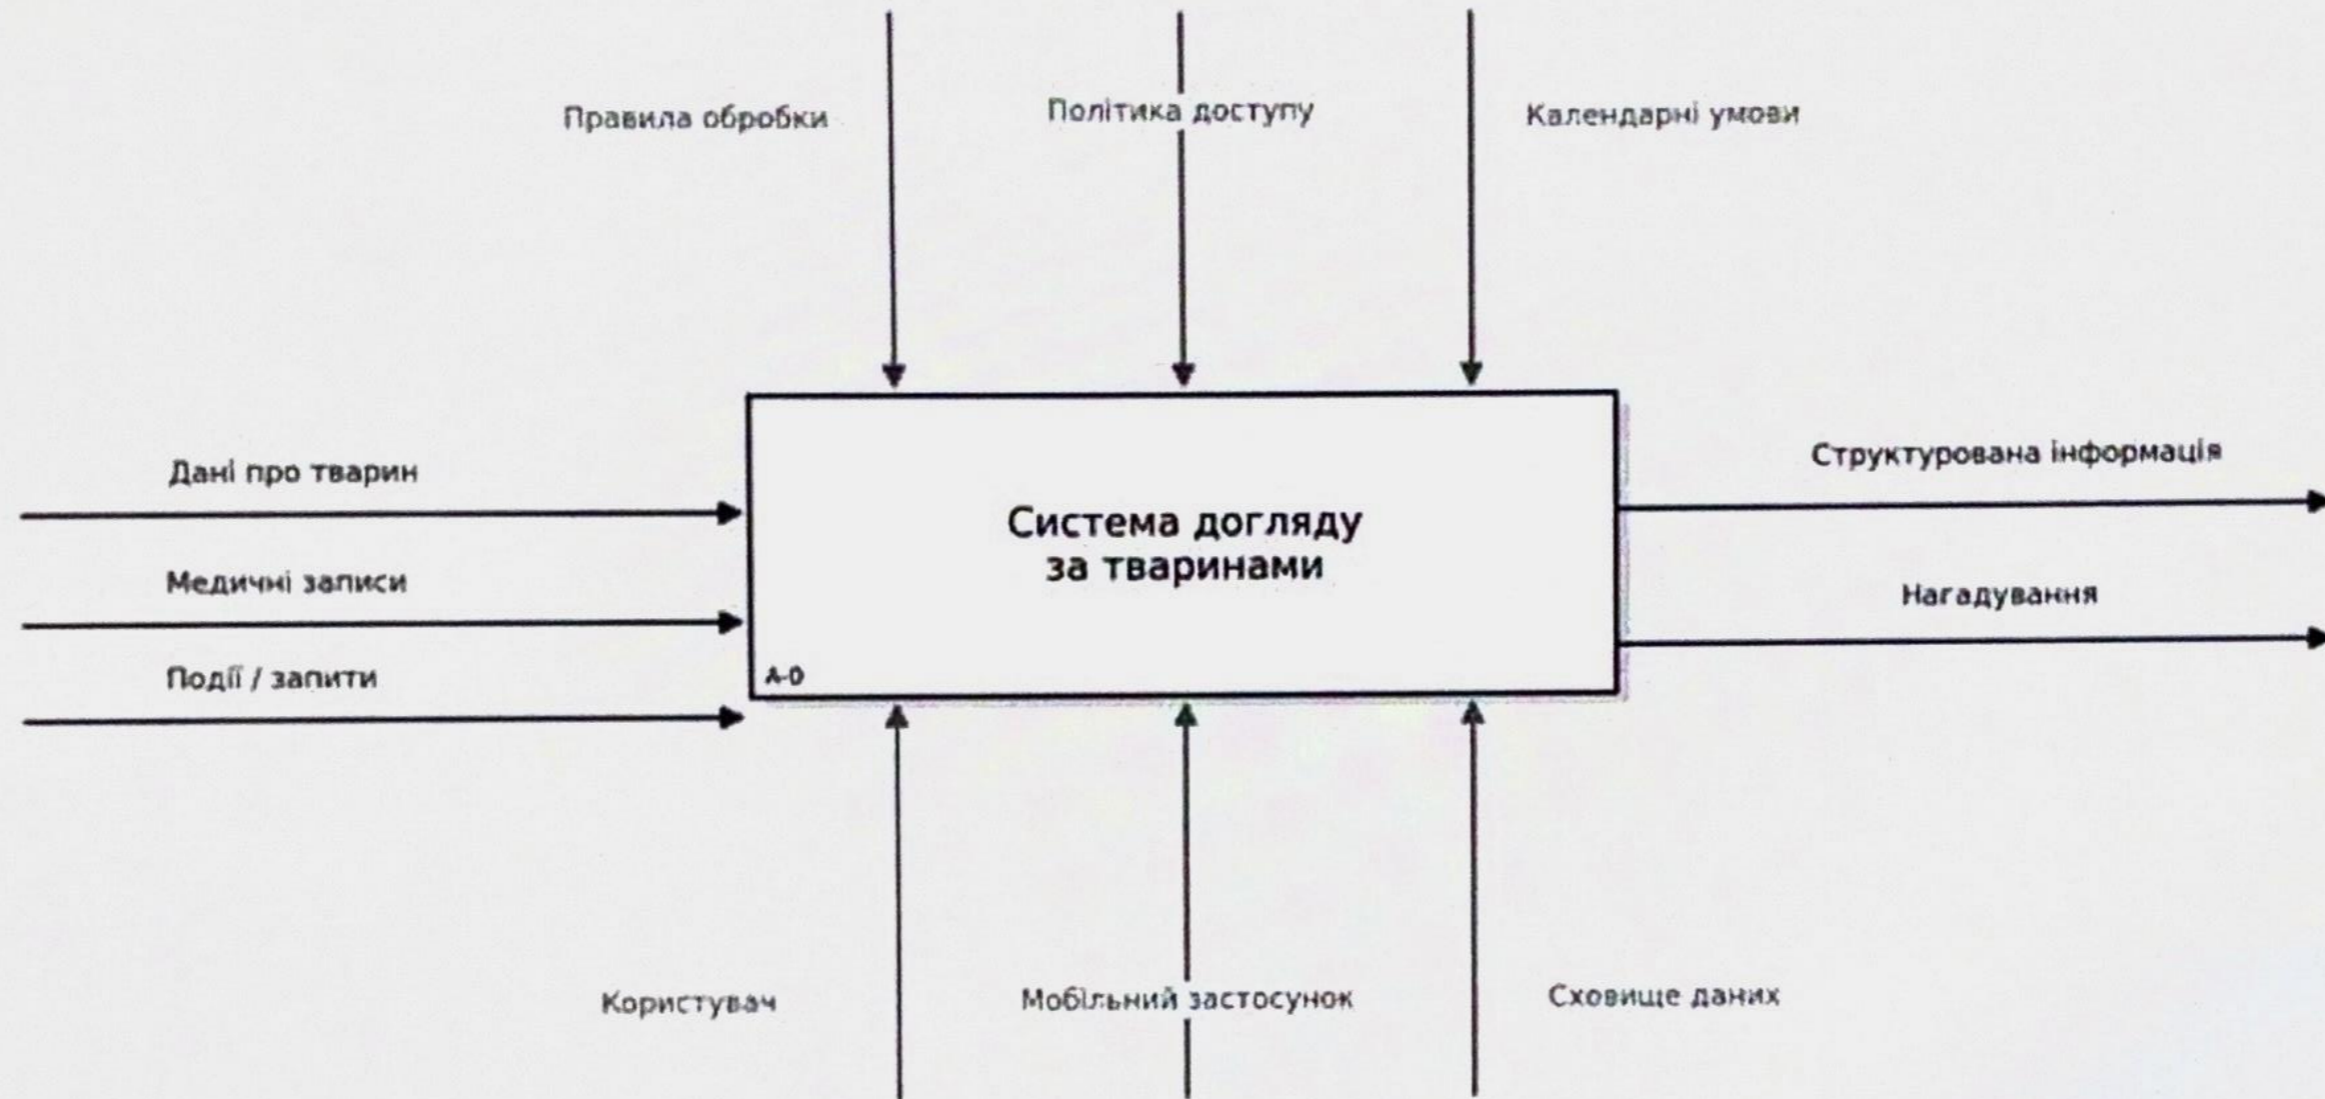 Правила обробки
Політика доступу
Календарні умови
Дані про тварин
Медичні записи
Події / запити
Система догляду
за тваринами
A-0
Структурована інформація
Нагадування
Користувач
Мобільний застосунок
Сховище даних